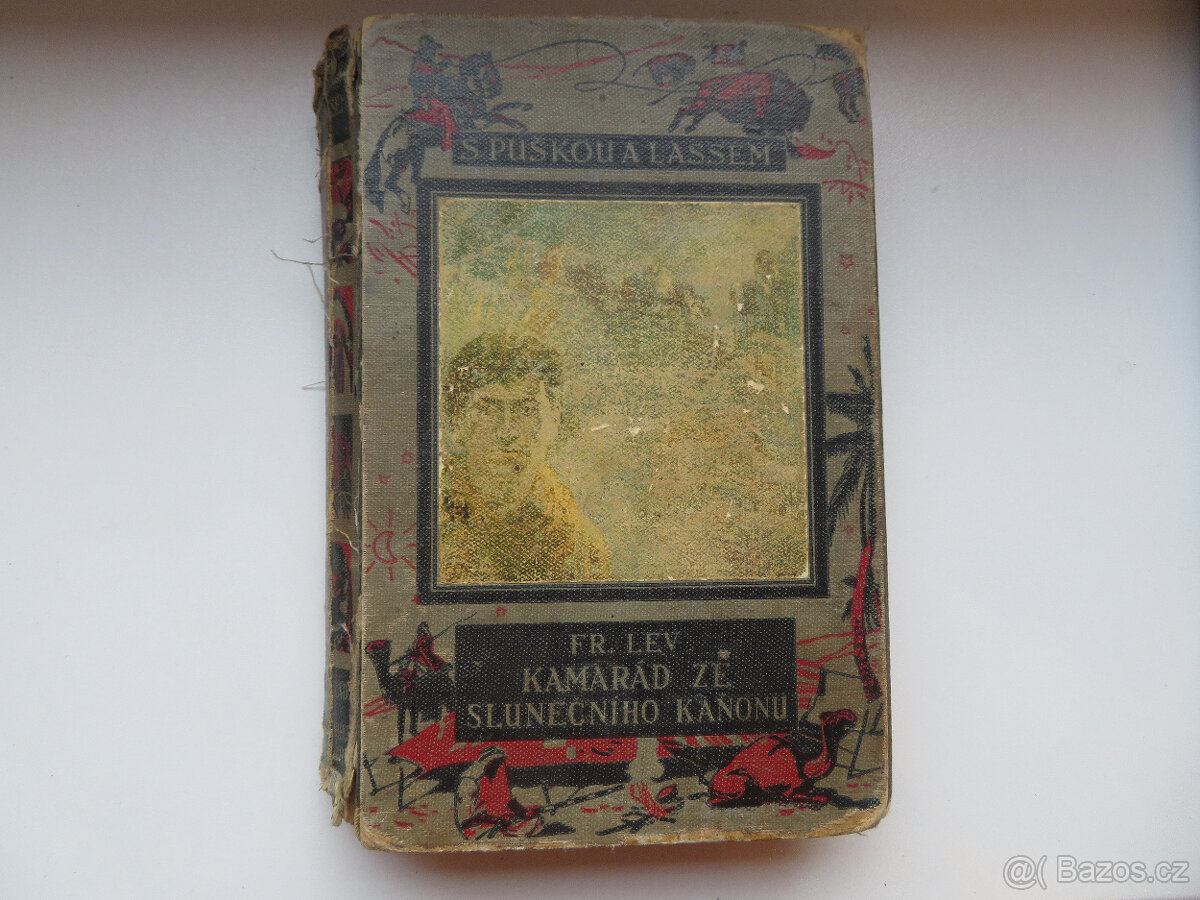 S PUŠKOU A LASSEM
FR. LEV
KAMARÁD ZE
SLUNEČNÍHO KAŇONU
@( Bazos.cz